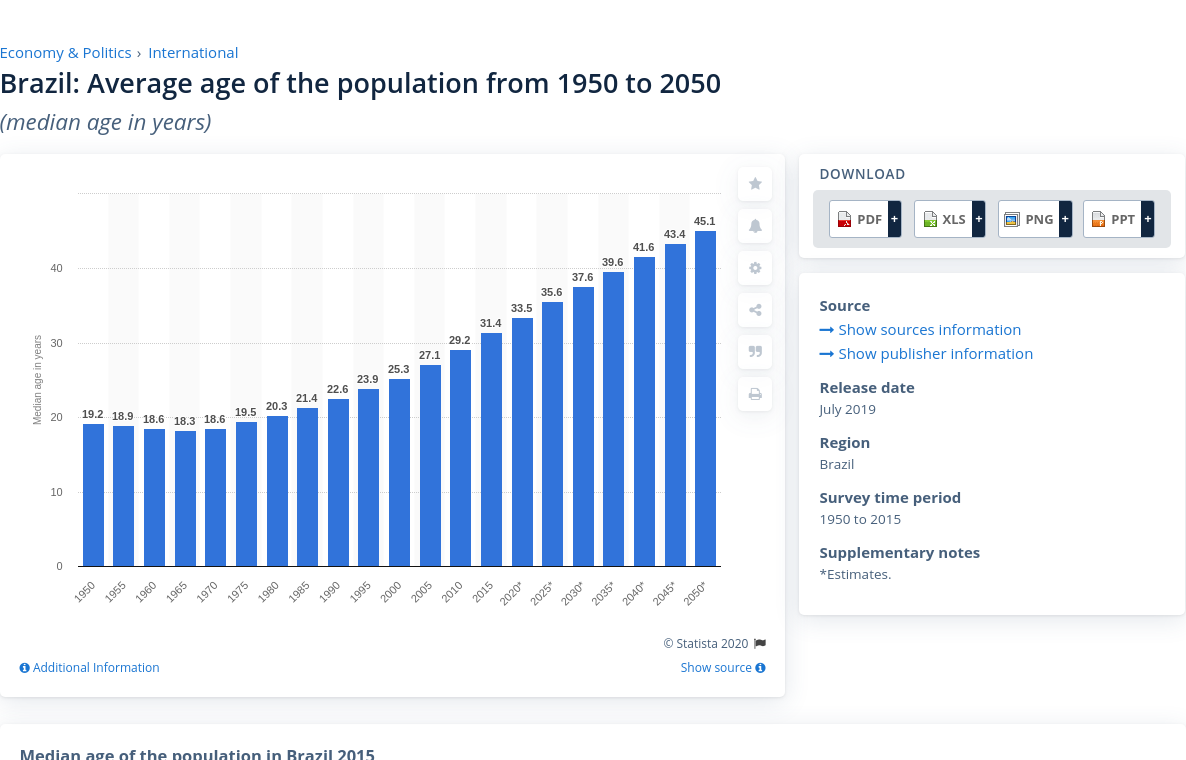 Economy & Politics › International
Brazil: Average age of the population from 1950 to 2050
(median age in years)
Median age in years
40
30
20
10
0
19.2
18.9
18.6
18.3
18.6
19.5
20.3
21.4
22.6
23.9
25.3
27.1
29.2
31.4
33.5
35.6
37.6
39.6
41.6
43.4
45.1
1950
1955
1960
1965
1970
1975
1980
1985
1990
1995
2000
2005
2010
2015
2020*
2025*
2030*
2035*
2040*
2045*
2050*
© Statista 2020
Additional Information
Show source
DOWNLOAD
PDF +
XLS +
PNG +
PPT +
Source
Show sources information
Show publisher information
Release date
July 2019
Region
Brazil
Survey time period
1950 to 2015
Supplementary notes
*Estimates.
Median age of the population in Brazil 2015